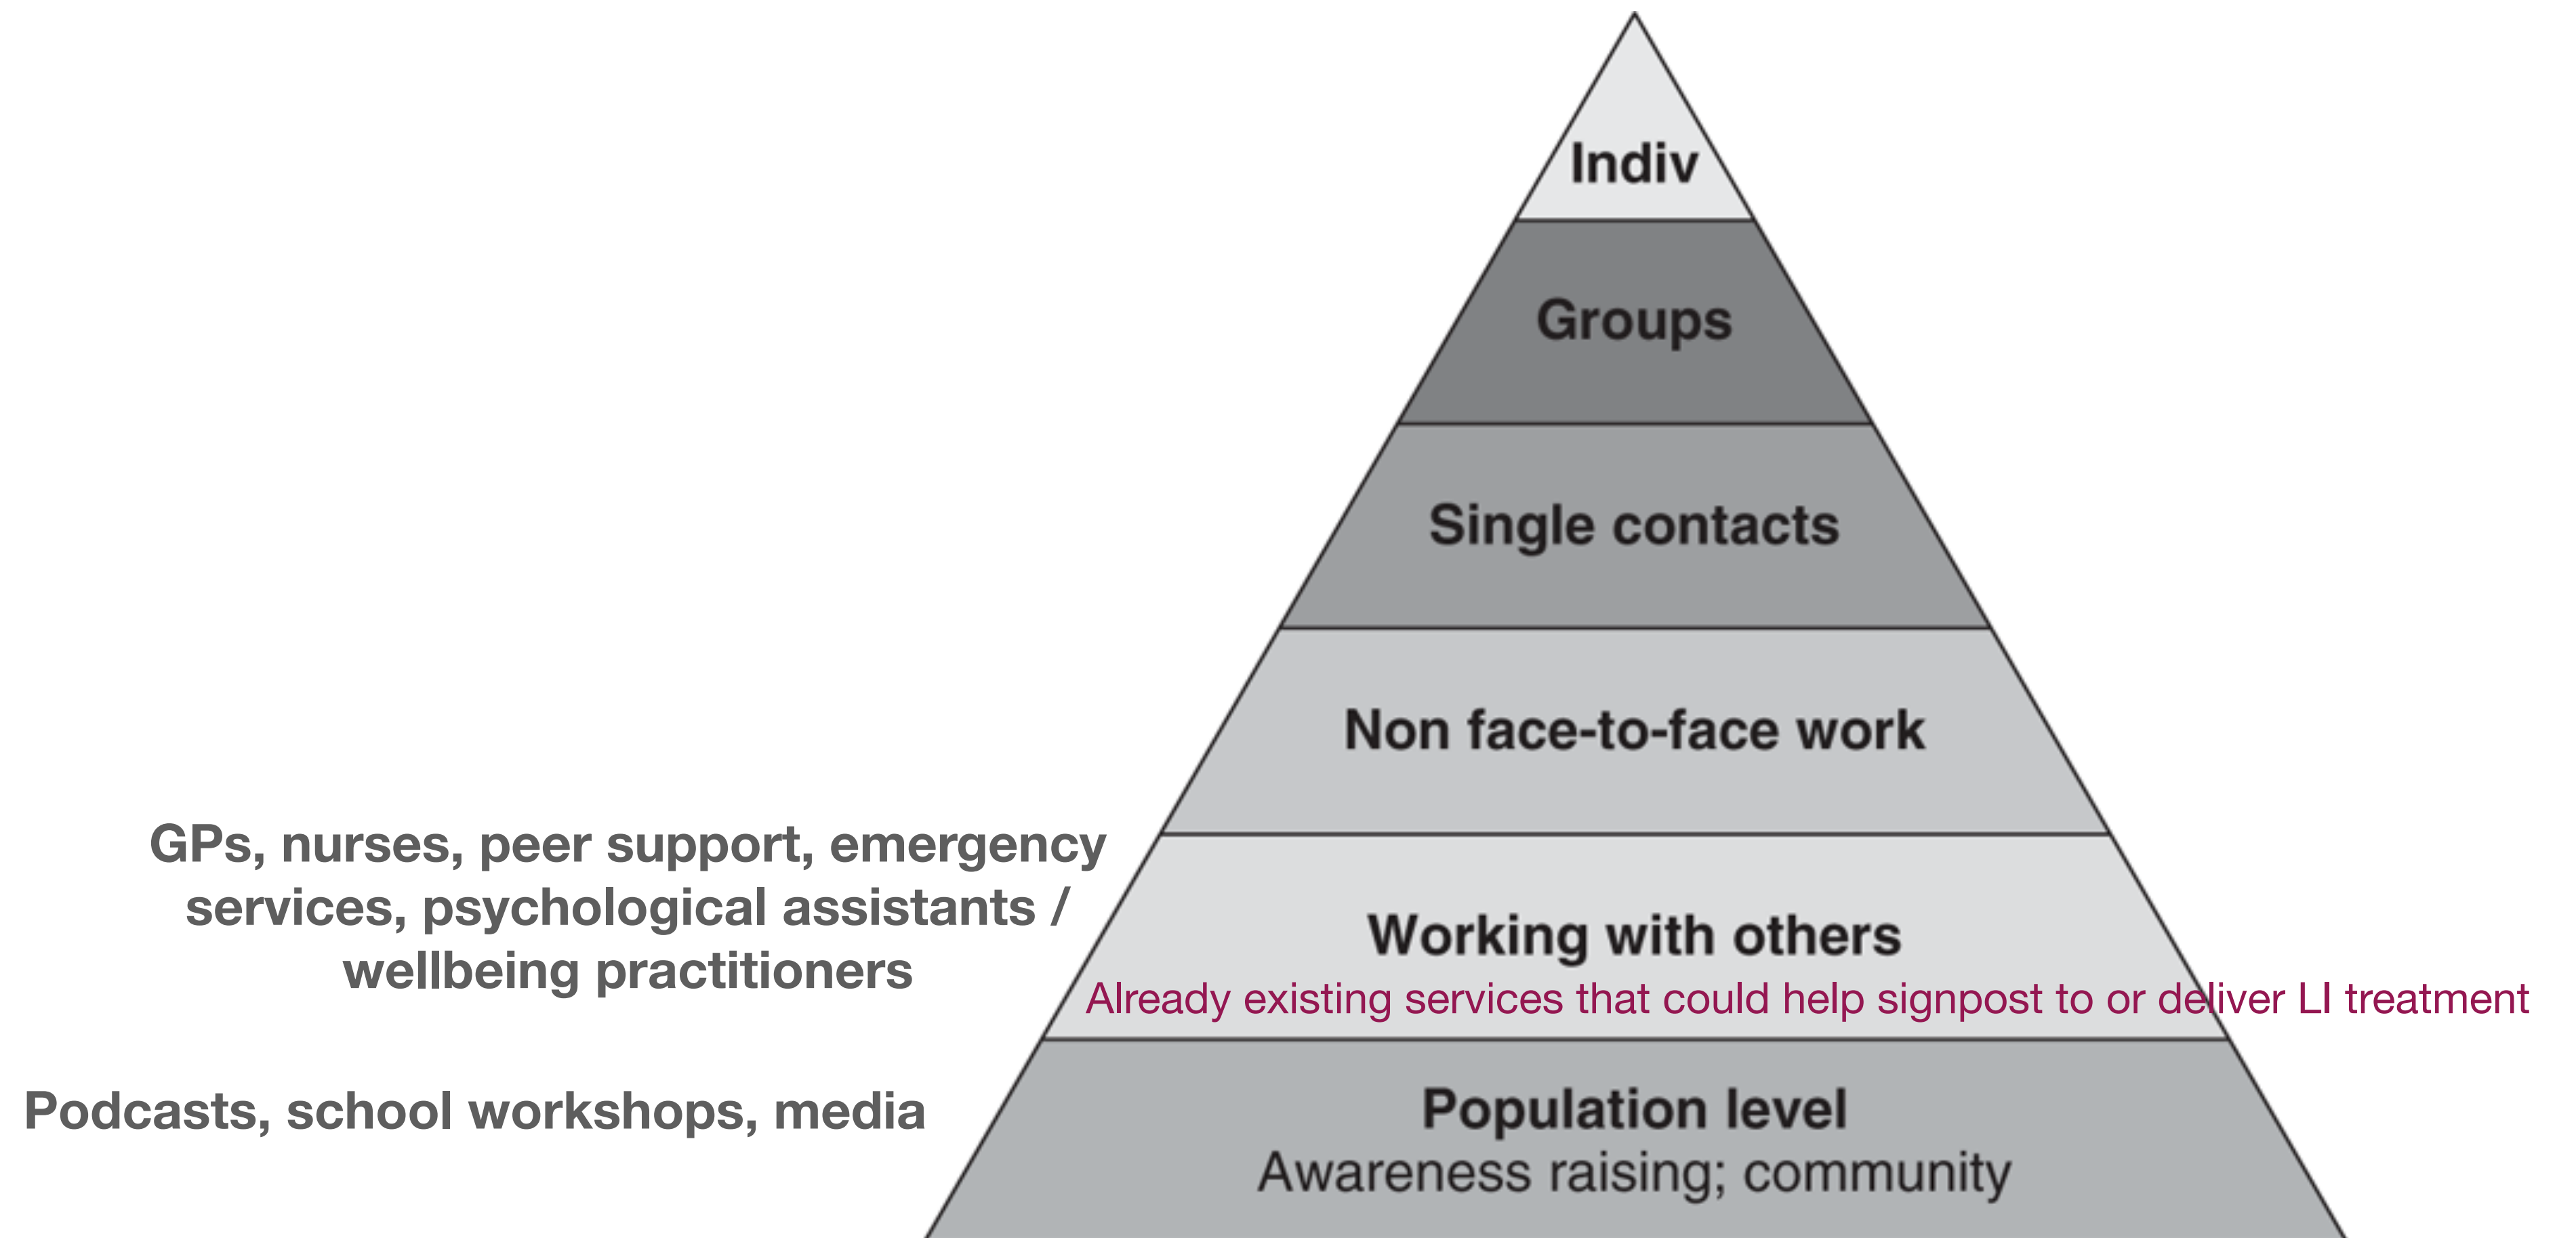 Indiv
Groups
Single contacts
Non face-to-face work
GPs, nurses, peer support, emergency
services, psychological assistants /
wellbeing practitioners
Working with others
Already existing services that could help signpost to or deliver LI treatment
Podcasts, school workshops, media
Population level
Awareness raising; community